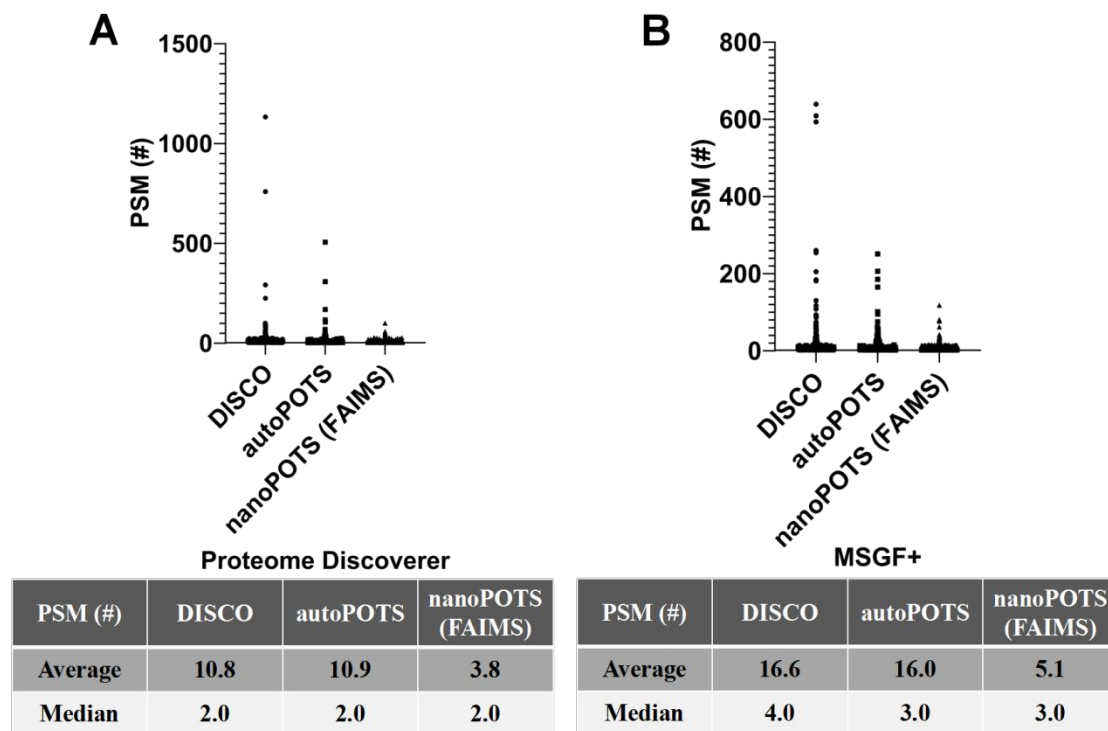 A
PSM (#)
1500
1000
500
0
DISCO
autoPOTS
nanoPOTS (FAIMS)
Proteome Discoverer
PSM (#) DISCO autoPOTS nanoPOTS (FAIMS)
Average 10.8 10.9 3.8
Median 2.0 2.0 2.0
B
PSM (#)
800
600
400
200
0
DISCO
autoPOTS
nanoPOTS (FAIMS)
MSGF+
PSM (#) DISCO autoPOTS nanoPOTS (FAIMS)
Average 16.6 16.0 5.1
Median 4.0 3.0 3.0